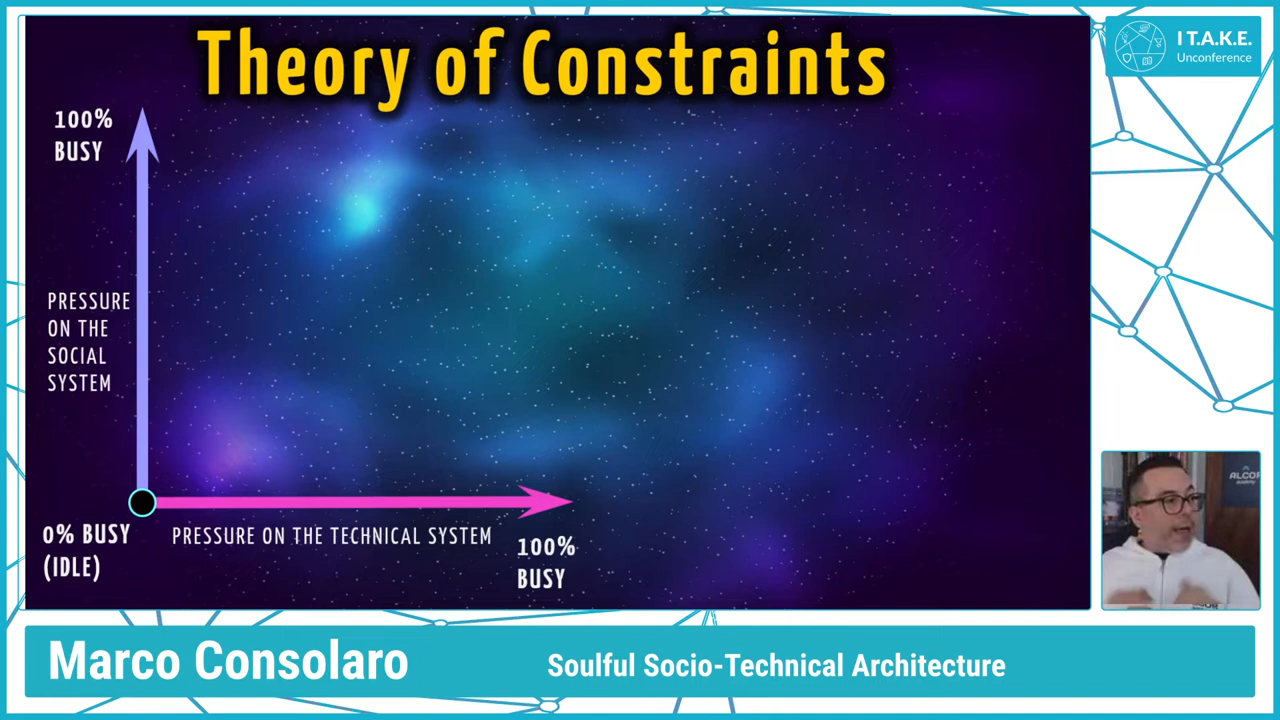 Theory of Constraints
I T.A.K.E.
Unconference
100%
BUSY
PRESSURE
ON THE
SOCIAL
SYSTEM
0% BUSY
(IDLE)
PRESSURE ON THE TECHNICAL SYSTEM
100%
BUSY
Marco Consolaro
Soulful Socio-Technical Architecture